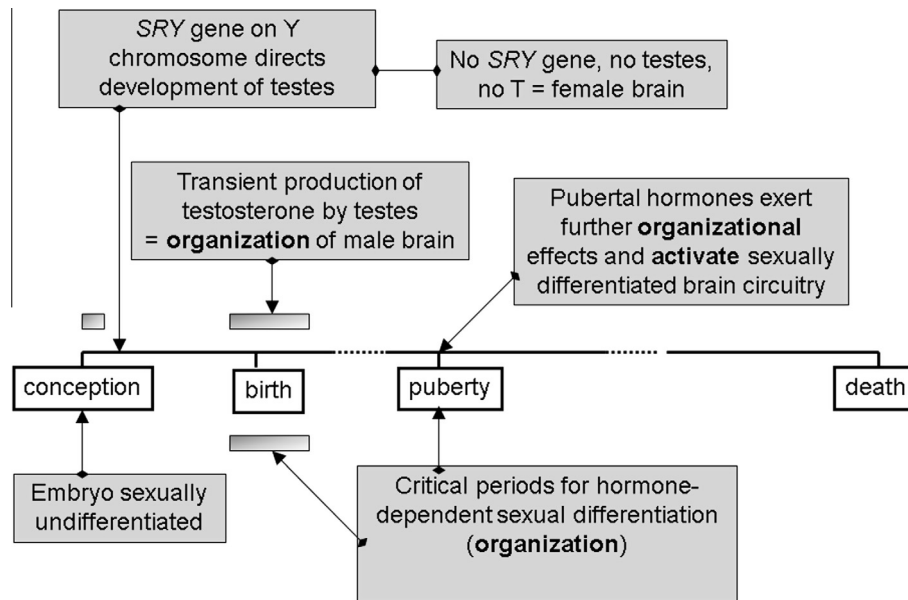 SRY gene on Y
chromosome directs
development of testes
No SRY gene, no testes,
no T = female brain
Transient production of
testosterone by testes
= organization of male brain
Pubertal hormones exert
further organizational
effects and activate sexually
differentiated brain circuitry
conception
birth
puberty
death
Embryo sexually
undifferentiated
Critical periods for hormone-
dependent sexual differentiation
(organization)